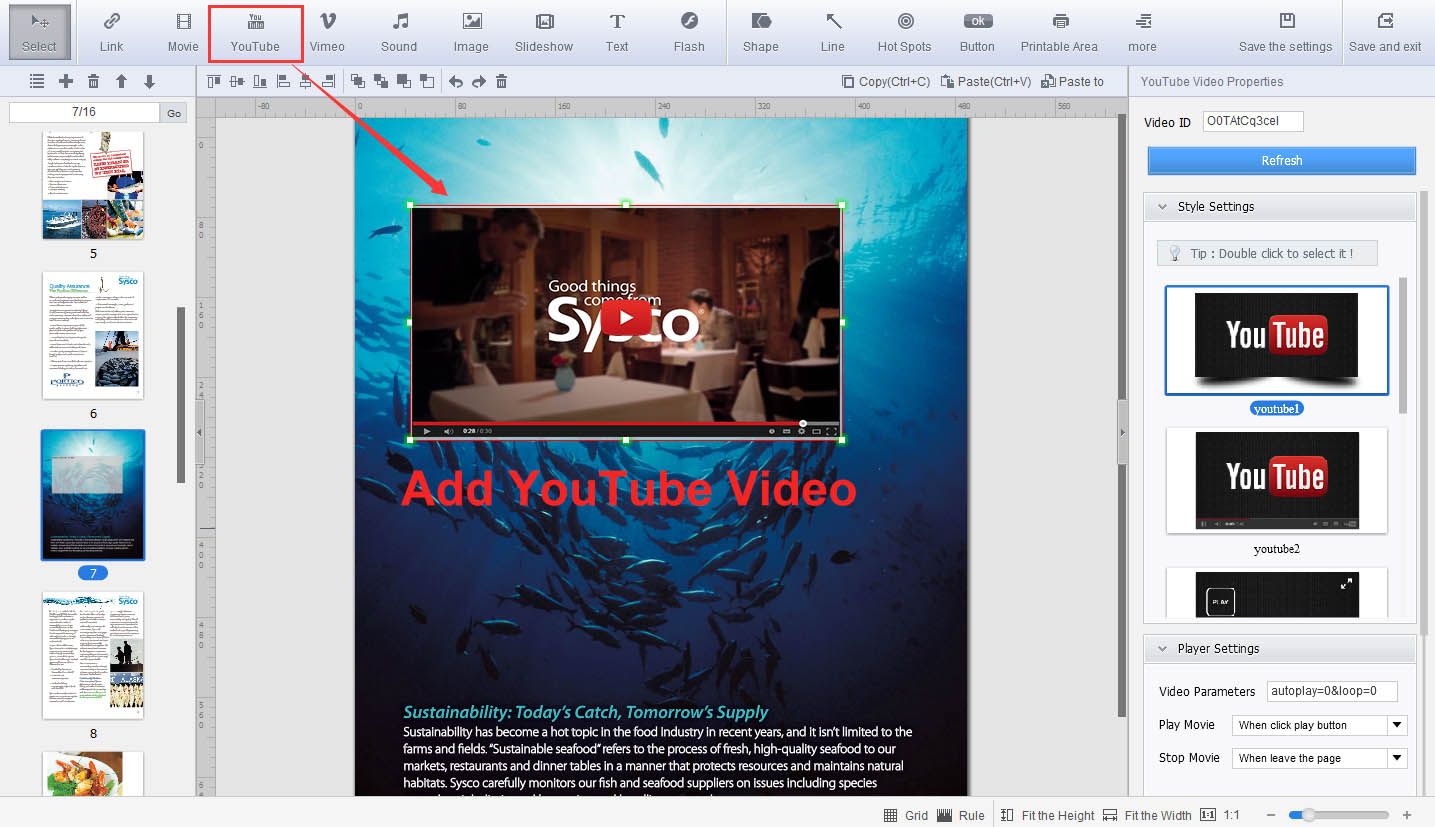 Select
Link
Movie
You
Tube
YouTube
Vimeo
Sound
Image
Slideshow
T
Text
Flash
Shape
Line
Hot Spots
ok
Button
Printable Area
more
Save the settings
Save and exit
Copy(Ctrl+C)
Paste(Ctrl+V)
Paste to
YouTube Video Properties
7/16
Go
-80
0
80
160
240
320
400
480
560
Video ID
O0TAtCq3ceI
Refresh
Style Settings
Tip : Double click to select it !
YouTube
youtube1
YouTube
youtube2
PLAY
Player Settings
Video Parameters
autoplay=0&loop=0
Play Movie
When click play button
Stop Movie
When leave the page
5
Quality Assurance:
Sysco
6
7
Sysco
8
Good things
come from
Sysco
0:28 / 0:30
Add YouTube Video
Sustainability: Today's Catch, Tomorrow's Supply
Sustainability has become a hot topic in the food industry in recent years, and it isn't limited to the
farms and fields. "Sustainable seafood" refers to the process of fresh, high-quality seafood to our
markets, restaurants and dinner tables in a manner that protects resources and maintains natural
habitats. Sysco carefully monitors our fish and seafood suppliers on issues including species
Grid
Rule
Fit the Height
Fit the Width
1:1
1:1